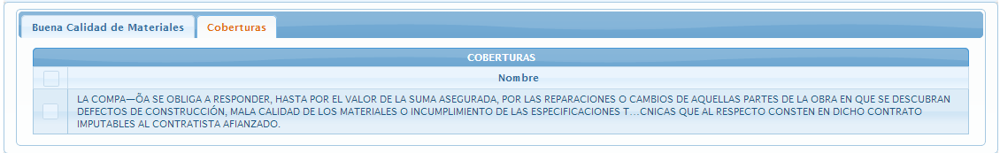 Buena Calidad de Materiales Coberturas
COBERTURAS
Nombre
LA COMPA—ÕA SE OBLIGA A RESPONDER, HASTA POR EL VALOR DE LA SUMA ASEGURADA, POR LAS REPARACIONES O CAMBIOS DE AQUELLAS PARTES DE LA OBRA EN QUE SE DESCUBRAN
DEFECTOS DE CONSTRUCCIÓN, MALA CALIDAD DE LOS MATERIALES O INCUMPLIMIENTO DE LAS ESPECIFICACIONES T…CNICAS QUE AL RESPECTO CONSTEN EN DICHO CONTRATO
IMPUTABLES AL CONTRATISTA AFIANZADO.